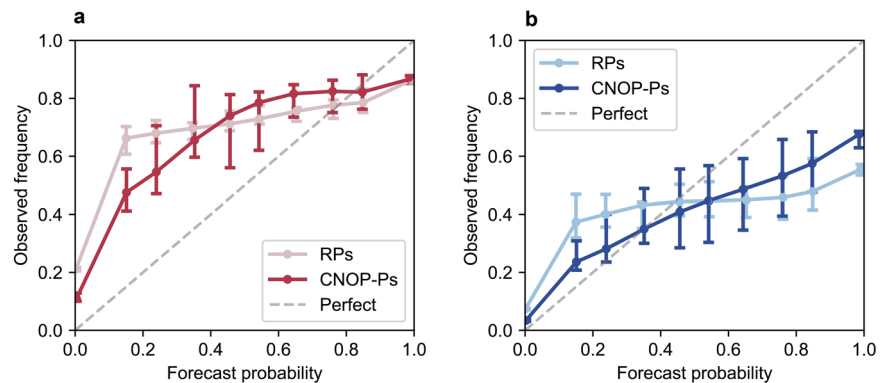 a
1.0
0.8
0.6
0.4
0.2
0.0
Observed frequency
RPs
CNOP-Ps
Perfect
0.0 0.2 0.4 0.6 0.8 1.0
Forecast probability
b
1.0
0.8
0.6
0.4
0.2
0.0
Observed frequency
RPs
CNOP-Ps
Perfect
0.0 0.2 0.4 0.6 0.8 1.0
Forecast probability